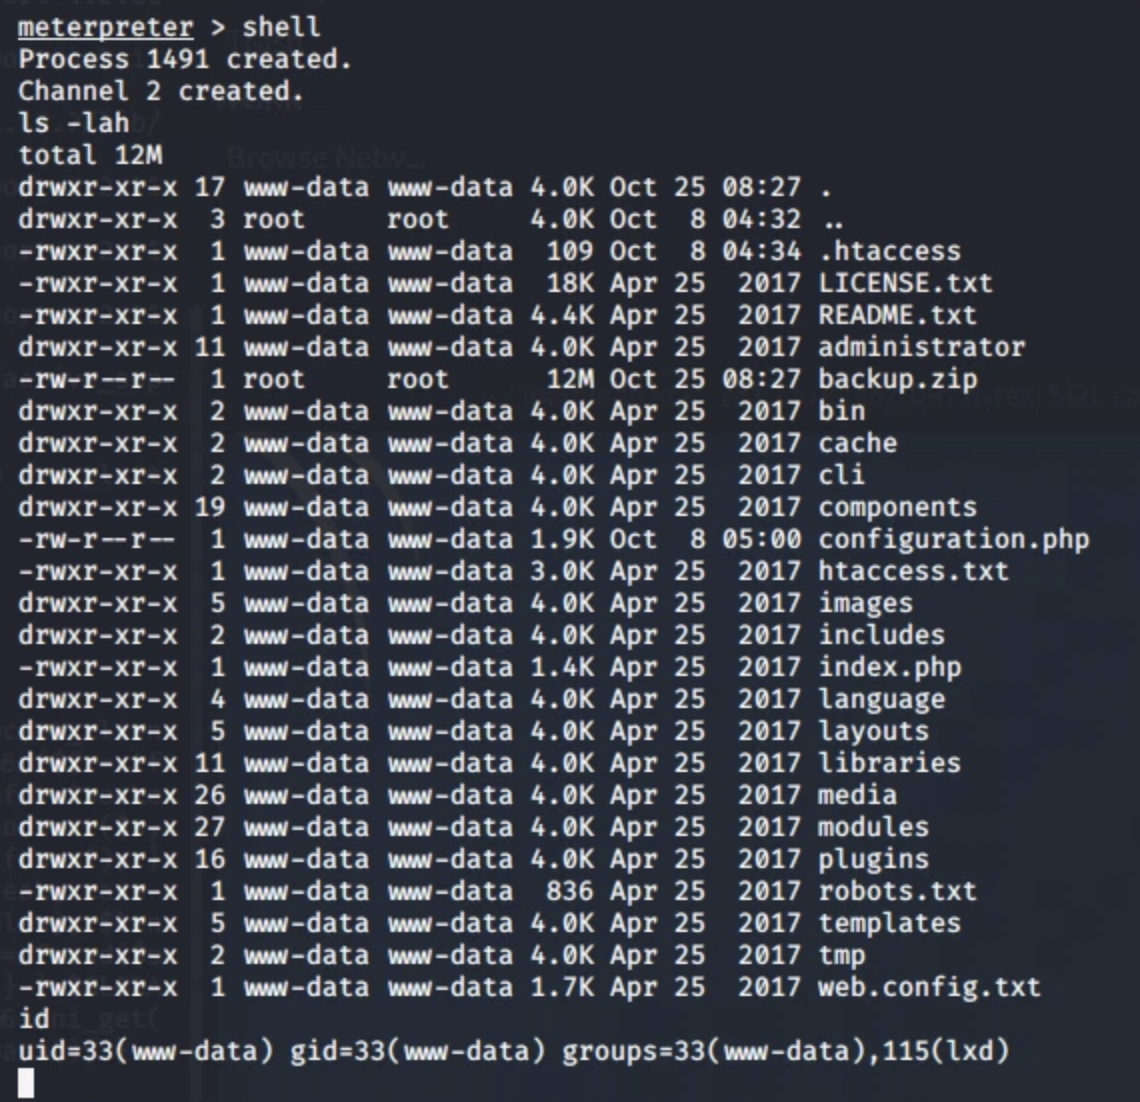 meterpreter > shell
Process 1491 created.
Channel 2 created.
ls -lah
total 12M
drwxr-xr-x 17 www-data www-data 4.0K Oct 25 08:27 .
drwxr-xr-x  3 root     root     4.0K Oct  8 04:32 ..
-rwxr-xr-x  1 www-data www-data  109 Oct  8 04:34 .htaccess
-rwxr-xr-x  1 www-data www-data  18K Apr 25  2017 LICENSE.txt
-rwxr-xr-x  1 www-data www-data 4.4K Apr 25  2017 README.txt
drwxr-xr-x 11 www-data www-data 4.0K Apr 25  2017 administrator
-rw-r--r--  1 root     root      12M Oct 25 08:27 backup.zip
drwxr-xr-x  2 www-data www-data 4.0K Apr 25  2017 bin
drwxr-xr-x  2 www-data www-data 4.0K Apr 25  2017 cache
drwxr-xr-x  2 www-data www-data 4.0K Apr 25  2017 cli
drwxr-xr-x 19 www-data www-data 4.0K Apr 25  2017 components
-rw-r--r--  1 www-data www-data 1.9K Oct  8 05:00 configuration.php
-rwxr-xr-x  1 www-data www-data 3.0K Apr 25  2017 htaccess.txt
drwxr-xr-x  5 www-data www-data 4.0K Apr 25  2017 images
drwxr-xr-x  2 www-data www-data 4.0K Apr 25  2017 includes
-rwxr-xr-x  1 www-data www-data 1.4K Apr 25  2017 index.php
drwxr-xr-x  4 www-data www-data 4.0K Apr 25  2017 language
drwxr-xr-x  5 www-data www-data 4.0K Apr 25  2017 layouts
drwxr-xr-x 11 www-data www-data 4.0K Apr 25  2017 libraries
drwxr-xr-x 26 www-data www-data 4.0K Apr 25  2017 media
drwxr-xr-x 27 www-data www-data 4.0K Apr 25  2017 modules
drwxr-xr-x 16 www-data www-data 4.0K Apr 25  2017 plugins
-rwxr-xr-x  1 www-data www-data  836 Apr 25  2017 robots.txt
drwxr-xr-x  5 www-data www-data 4.0K Apr 25  2017 templates
drwxr-xr-x  2 www-data www-data 4.0K Apr 25  2017 tmp
-rwxr-xr-x  1 www-data www-data 1.7K Apr 25  2017 web.config.txt
id
uid=33(www-data) gid=33(www-data) groups=33(www-data),115(lxd)